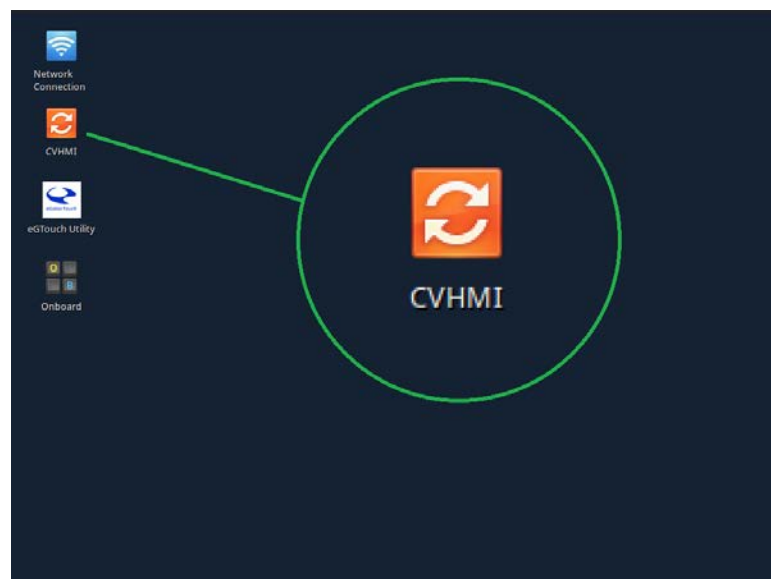 Network
Connection
CVHMI
eGTouch Utility
O
B
Onboard
CVHMI